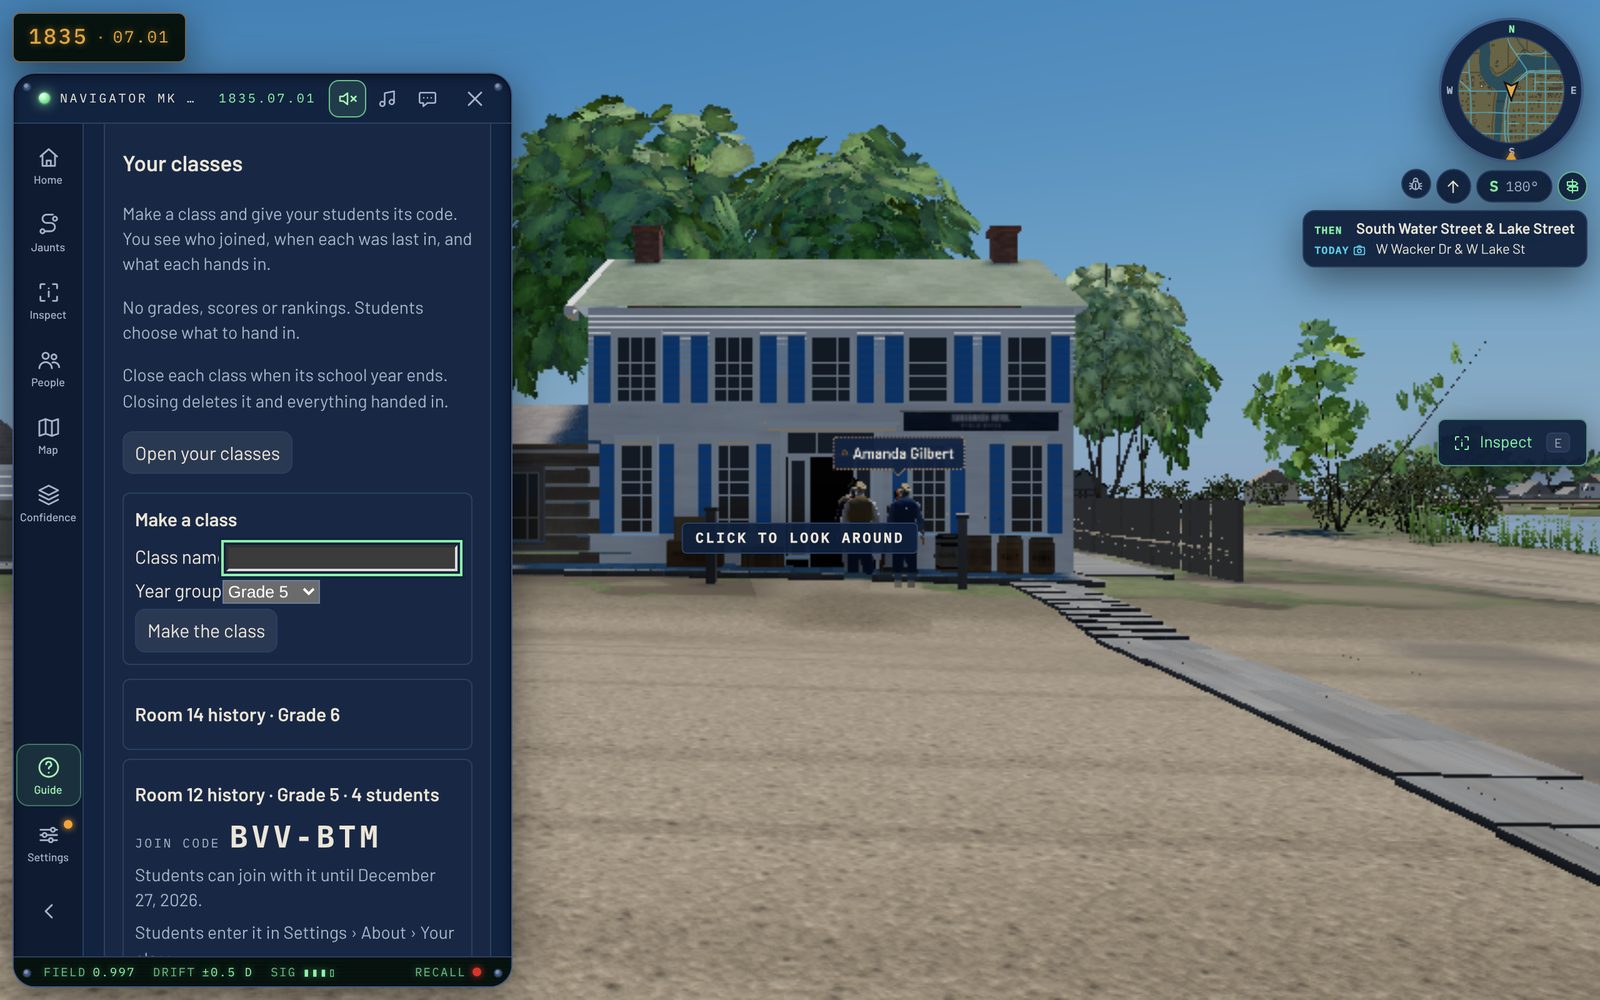 1835 · 07.01
NAVIGATOR MK …
1835.07.01
Home
Jaunts
Inspect
People
Map
Confidence
Guide
Settings
Your classes
Make a class and give your students its code.
You see who joined, when each was last in, and
what each hands in.
No grades, scores or rankings. Students
choose what to hand in.
Close each class when its school year ends.
Closing deletes it and everything handed in.
Open your classes
Make a class
Class name
Year group Grade 5
Make the class
Room 14 history · Grade 6
Room 12 history · Grade 5 · 4 students
JOIN CODE BVV-BTM
Students can join with it until December
27, 2026.
Students enter it in Settings › About › Your
FIELD 0.997 DRIFT ±0.5 D SIG
RECALL
Amanda Gilbert
CLICK TO LOOK AROUND
N
W
E
S
S 180°
THEN South Water Street & Lake Street
TODAY W Wacker Dr & W Lake St
Inspect E